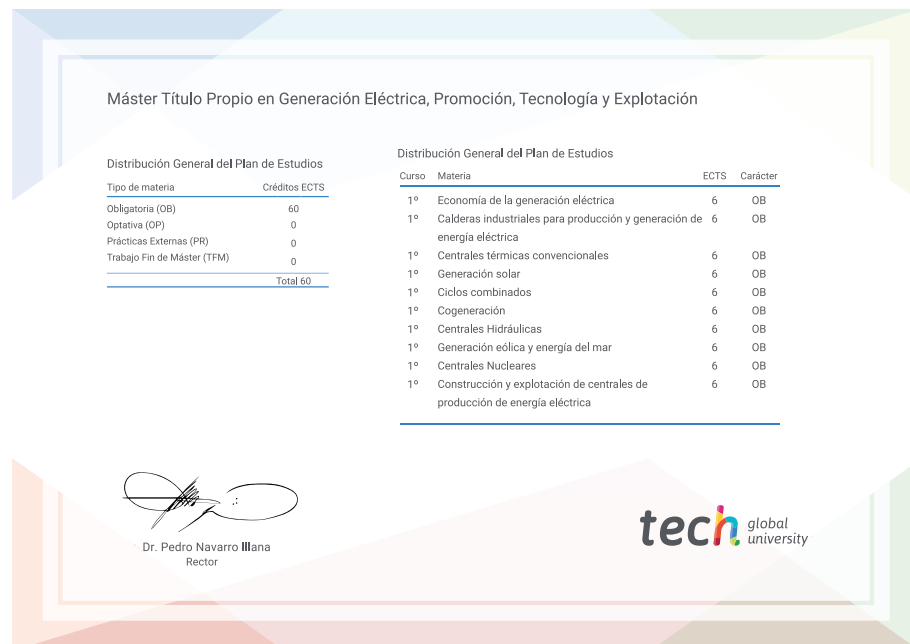 Máster Título Propio en Generación Eléctrica, Promoción, Tecnología y Explotación
Distribución General del Plan de Estudios
Tipo de materia Créditos ECTS
Obligatoria (OB) 60
Optativa (OP) 0
Prácticas Externas (PR) 0
Trabajo Fin de Máster (TFM) 0
Total 60
Distribución General del Plan de Estudios
Curso Materia ECTS Carácter
1º Economía de la generación eléctrica 6 OB
1º Calderas industriales para producción y generación de 6 OB
energía eléctrica
1º Centrales térmicas convencionales 6 OB
1º Generación solar 6 OB
1º Ciclos combinados 6 OB
1º Cogeneración 6 OB
1º Centrales Hidráulicas 6 OB
1º Generación eólica y energía del mar 6 OB
1º Centrales Nucleares 6 OB
1º Construcción y explotación de centrales de 6 OB
producción de energía eléctrica
Dr. Pedro Navarro Illana
Rector
tech global
university